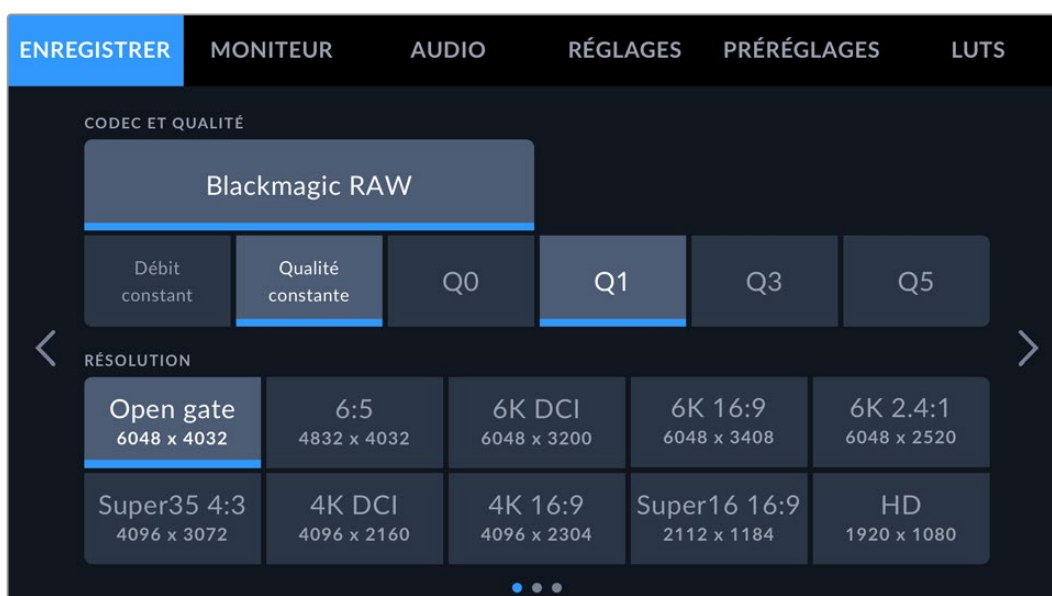 ENREGISTRER MONITEUR AUDIO RÉGLAGES PRÉRÉGLAGES LUTS
CODEC ET QUALITÉ
Blackmagic RAW
Débit constant
Qualité constante
Q0
Q1
Q3
Q5
RÉSOLUTION
Open gate
6048 x 4032
6:5
4832 x 4032
6K DCI
6048 x 3200
6K 16:9
6048 x 3408
6K 2.4:1
6048 x 2520
Super35 4:3
4096 x 3072
4K DCI
4096 x 2160
4K 16:9
4096 x 2304
Super16 16:9
2112 x 1184
HD
1920 x 1080